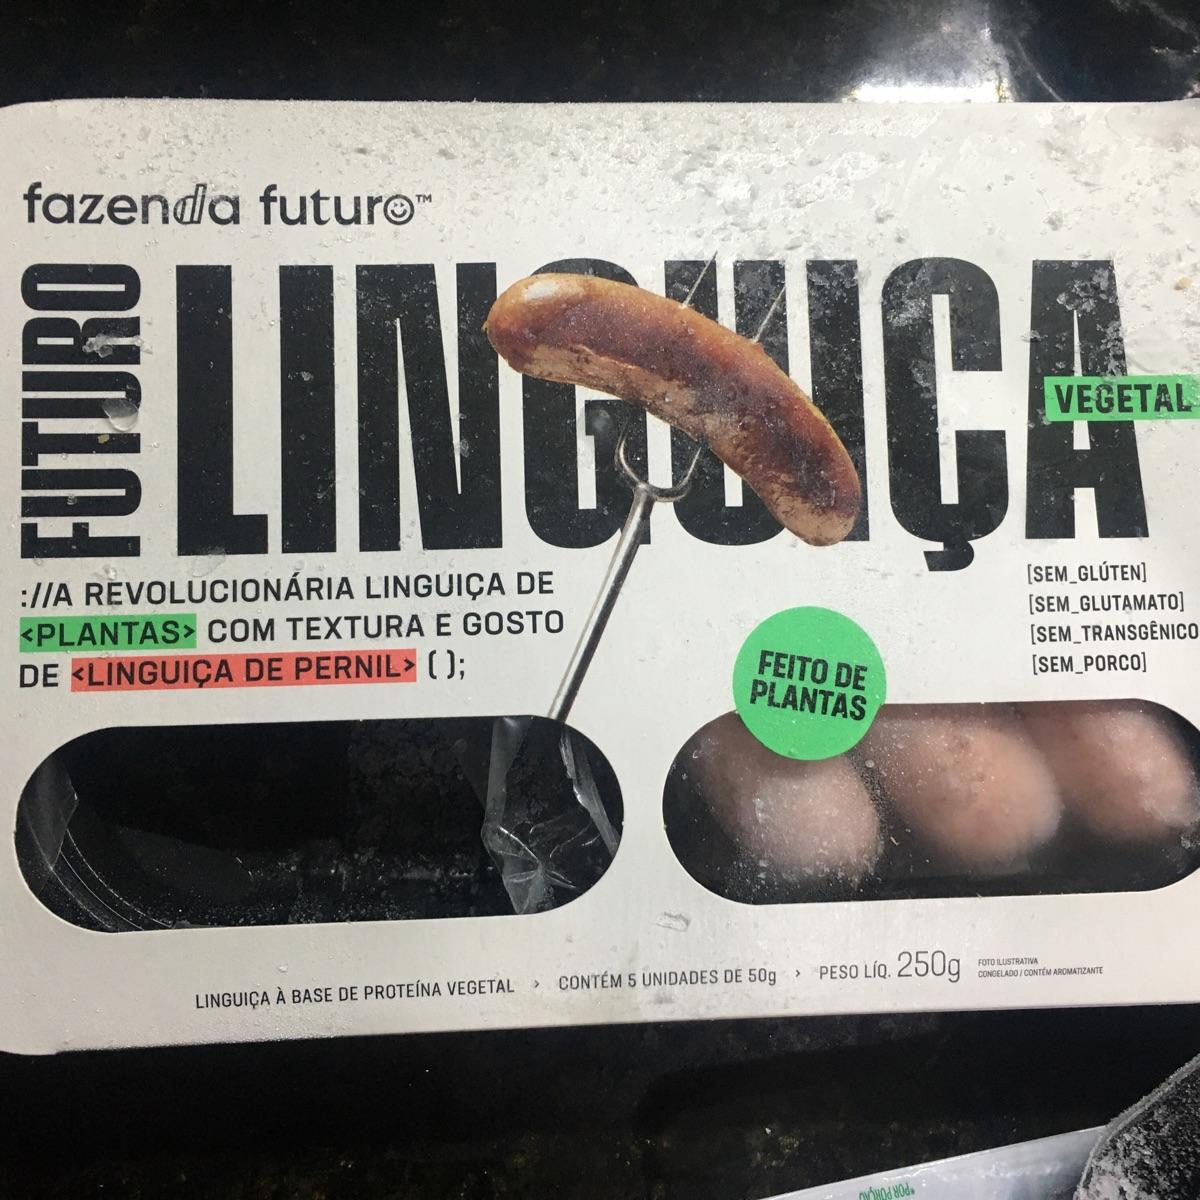 fazenda futuro™
FUTURO
LINGUIÇA
VEGETAL
://A REVOLUCIONÁRIA LINGUIÇA DE
<PLANTAS> COM TEXTURA E GOSTO
DE <LINGUIÇA DE PERNIL> ( );
[SEM_GLÚTEN]
[SEM_GLUTAMATO]
[SEM_TRANSGÊNICO
[SEM_PORCO]
FEITO DE
PLANTAS
LINGUIÇA À BASE DE PROTEÍNA VEGETAL > CONTÉM 5 UNIDADES DE 50g > PESO LÍQ. 250g
FOTO ILUSTRATIVA
CONGELADO / CONTÉM AROMATIZANTE
*POR PORÇÃO